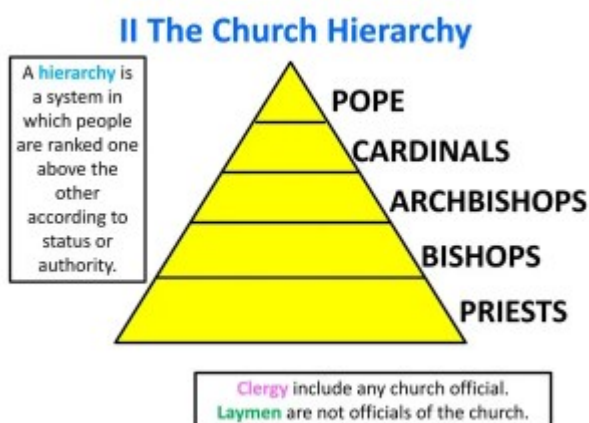 II The Church Hierarchy
A hierarchy is
a system in
which people
are ranked one
above the
other
according to
status or
authority.
POPE
CARDINALS
ARCHBISHOPS
BISHOPS
PRIESTS
Clergy include any church official.
Laymen are not officials of the church.